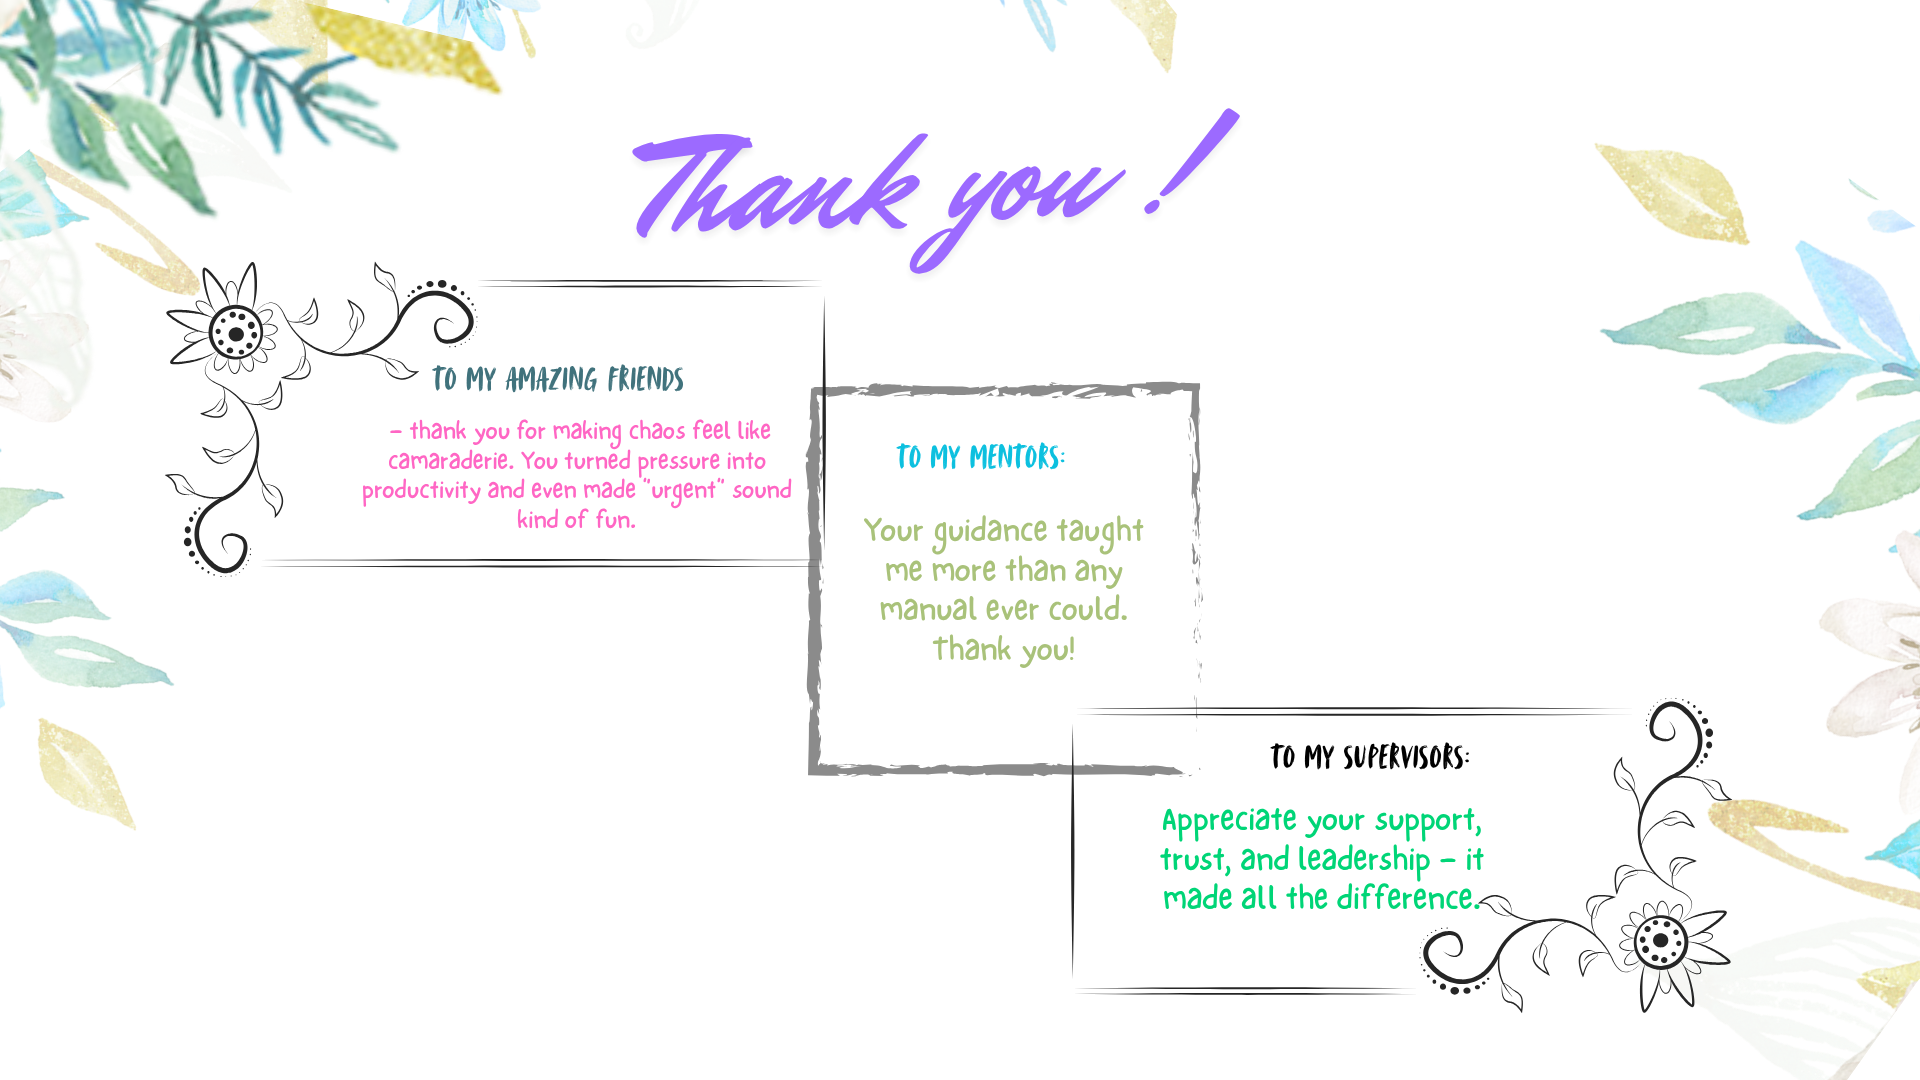 Thank you !
TO MY AMAZING FRIENDS
– thank you for making chaos feel like
camaraderie. You turned pressure into
productivity and even made "urgent" sound
kind of fun.
TO MY MENTORS:
Your guidance taught
me more than any
manual ever could.
Thank you!
TO MY SUPERVISORS:
Appreciate your support,
trust, and leadership – it
made all the difference.